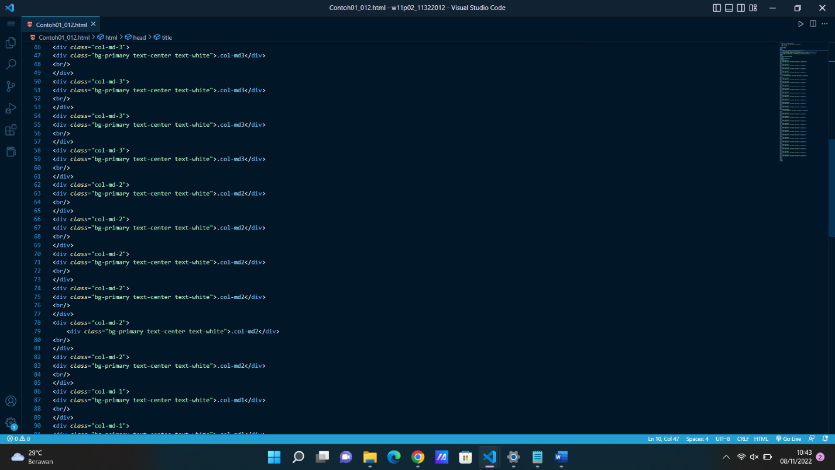 Contoh01_012.html - w11p02_11322012 - Visual Studio Code
Contoh01_012.html
Contoh01_012.html > html > head > title
46 <div class="col-md-3">
47 <div class="bg-primary text-center text-white">.col-md3</div>
48 <br/>
49 </div>
50 <div class="col-md-3">
51 <div class="bg-primary text-center text-white">.col-md3</div>
52 <br/>
53 </div>
54 <div class="col-md-3">
55 <div class="bg-primary text-center text-white">.col-md3</div>
56 <br/>
57 </div>
58 <div class="col-md-3">
59 <div class="bg-primary text-center text-white">.col-md3</div>
60 <br/>
61 </div>
62 <div class="col-md-2">
63 <div class="bg-primary text-center text-white">.col-md2</div>
64 <br/>
65 </div>
66 <div class="col-md-2">
67 <div class="bg-primary text-center text-white">.col-md2</div>
68 <br/>
69 </div>
70 <div class="col-md-2">
71 <div class="bg-primary text-center text-white">.col-md2</div>
72 <br/>
73 </div>
74 <div class="col-md-2">
75 <div class="bg-primary text-center text-white">.col-md2</div>
76 <br/>
77 </div>
78 <div class="col-md-2">
79 <div class="bg-primary text-center text-white">.col-md2</div>
80 <br/>
81 </div>
82 <div class="col-md-2">
83 <div class="bg-primary text-center text-white">.col-md2</div>
84 <br/>
85 </div>
86 <div class="col-md-1">
87 <div class="bg-primary text-center text-white">.col-md1</div>
88 <br/>
89 </div>
90 <div class="col-md-1">
0 0 Ln 10, Col 47 Spaces: 4 UTF-8 CRLF HTML Go Live
29°C
Berawan
10:43
08/11/2022
2